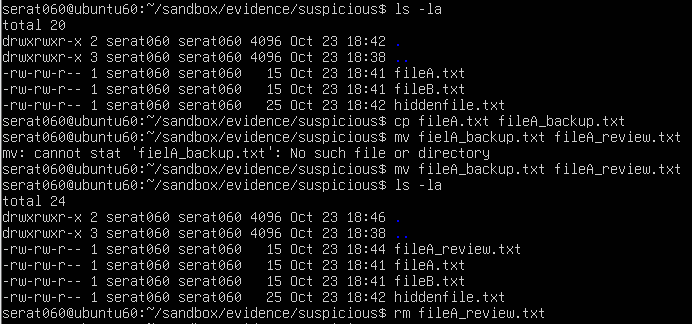 serat060@ubuntu60:~/sandbox/evidence/suspicious$ ls -la
total 20
drwxrwxr-x 2 serat060 serat060 4096 Oct 23 18:42 .
drwxrwxr-x 3 serat060 serat060 4096 Oct 23 18:38 ..
-rw-rw-r-- 1 serat060 serat060   15 Oct 23 18:41 fileA.txt
-rw-rw-r-- 1 serat060 serat060   15 Oct 23 18:41 fileB.txt
-rw-rw-r-- 1 serat060 serat060   25 Oct 23 18:42 hiddenfile.txt
serat060@ubuntu60:~/sandbox/evidence/suspicious$ cp fileA.txt fileA_backup.txt
serat060@ubuntu60:~/sandbox/evidence/suspicious$ mv fielA_backup.txt fileA_review.txt
mv: cannot stat 'fielA_backup.txt': No such file or directory
serat060@ubuntu60:~/sandbox/evidence/suspicious$ mv fileA_backup.txt fileA_review.txt
serat060@ubuntu60:~/sandbox/evidence/suspicious$ ls -la
total 24
drwxrwxr-x 2 serat060 serat060 4096 Oct 23 18:46 .
drwxrwxr-x 3 serat060 serat060 4096 Oct 23 18:38 ..
-rw-rw-r-- 1 serat060 serat060   15 Oct 23 18:44 fileA_review.txt
-rw-rw-r-- 1 serat060 serat060   15 Oct 23 18:41 fileA.txt
-rw-rw-r-- 1 serat060 serat060   15 Oct 23 18:41 fileB.txt
-rw-rw-r-- 1 serat060 serat060   25 Oct 23 18:42 hiddenfile.txt
serat060@ubuntu60:~/sandbox/evidence/suspicious$ rm fileA_review.txt